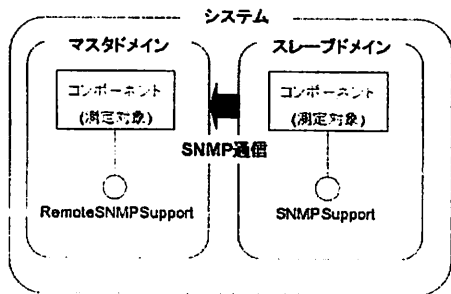 システム
マスタドメイン
スレーブドメイン
コンポーネント
(測定対象)
コンポーネント
(測定対象)
SNMP通信
RemoteSNMPSupport
SNMPSupport